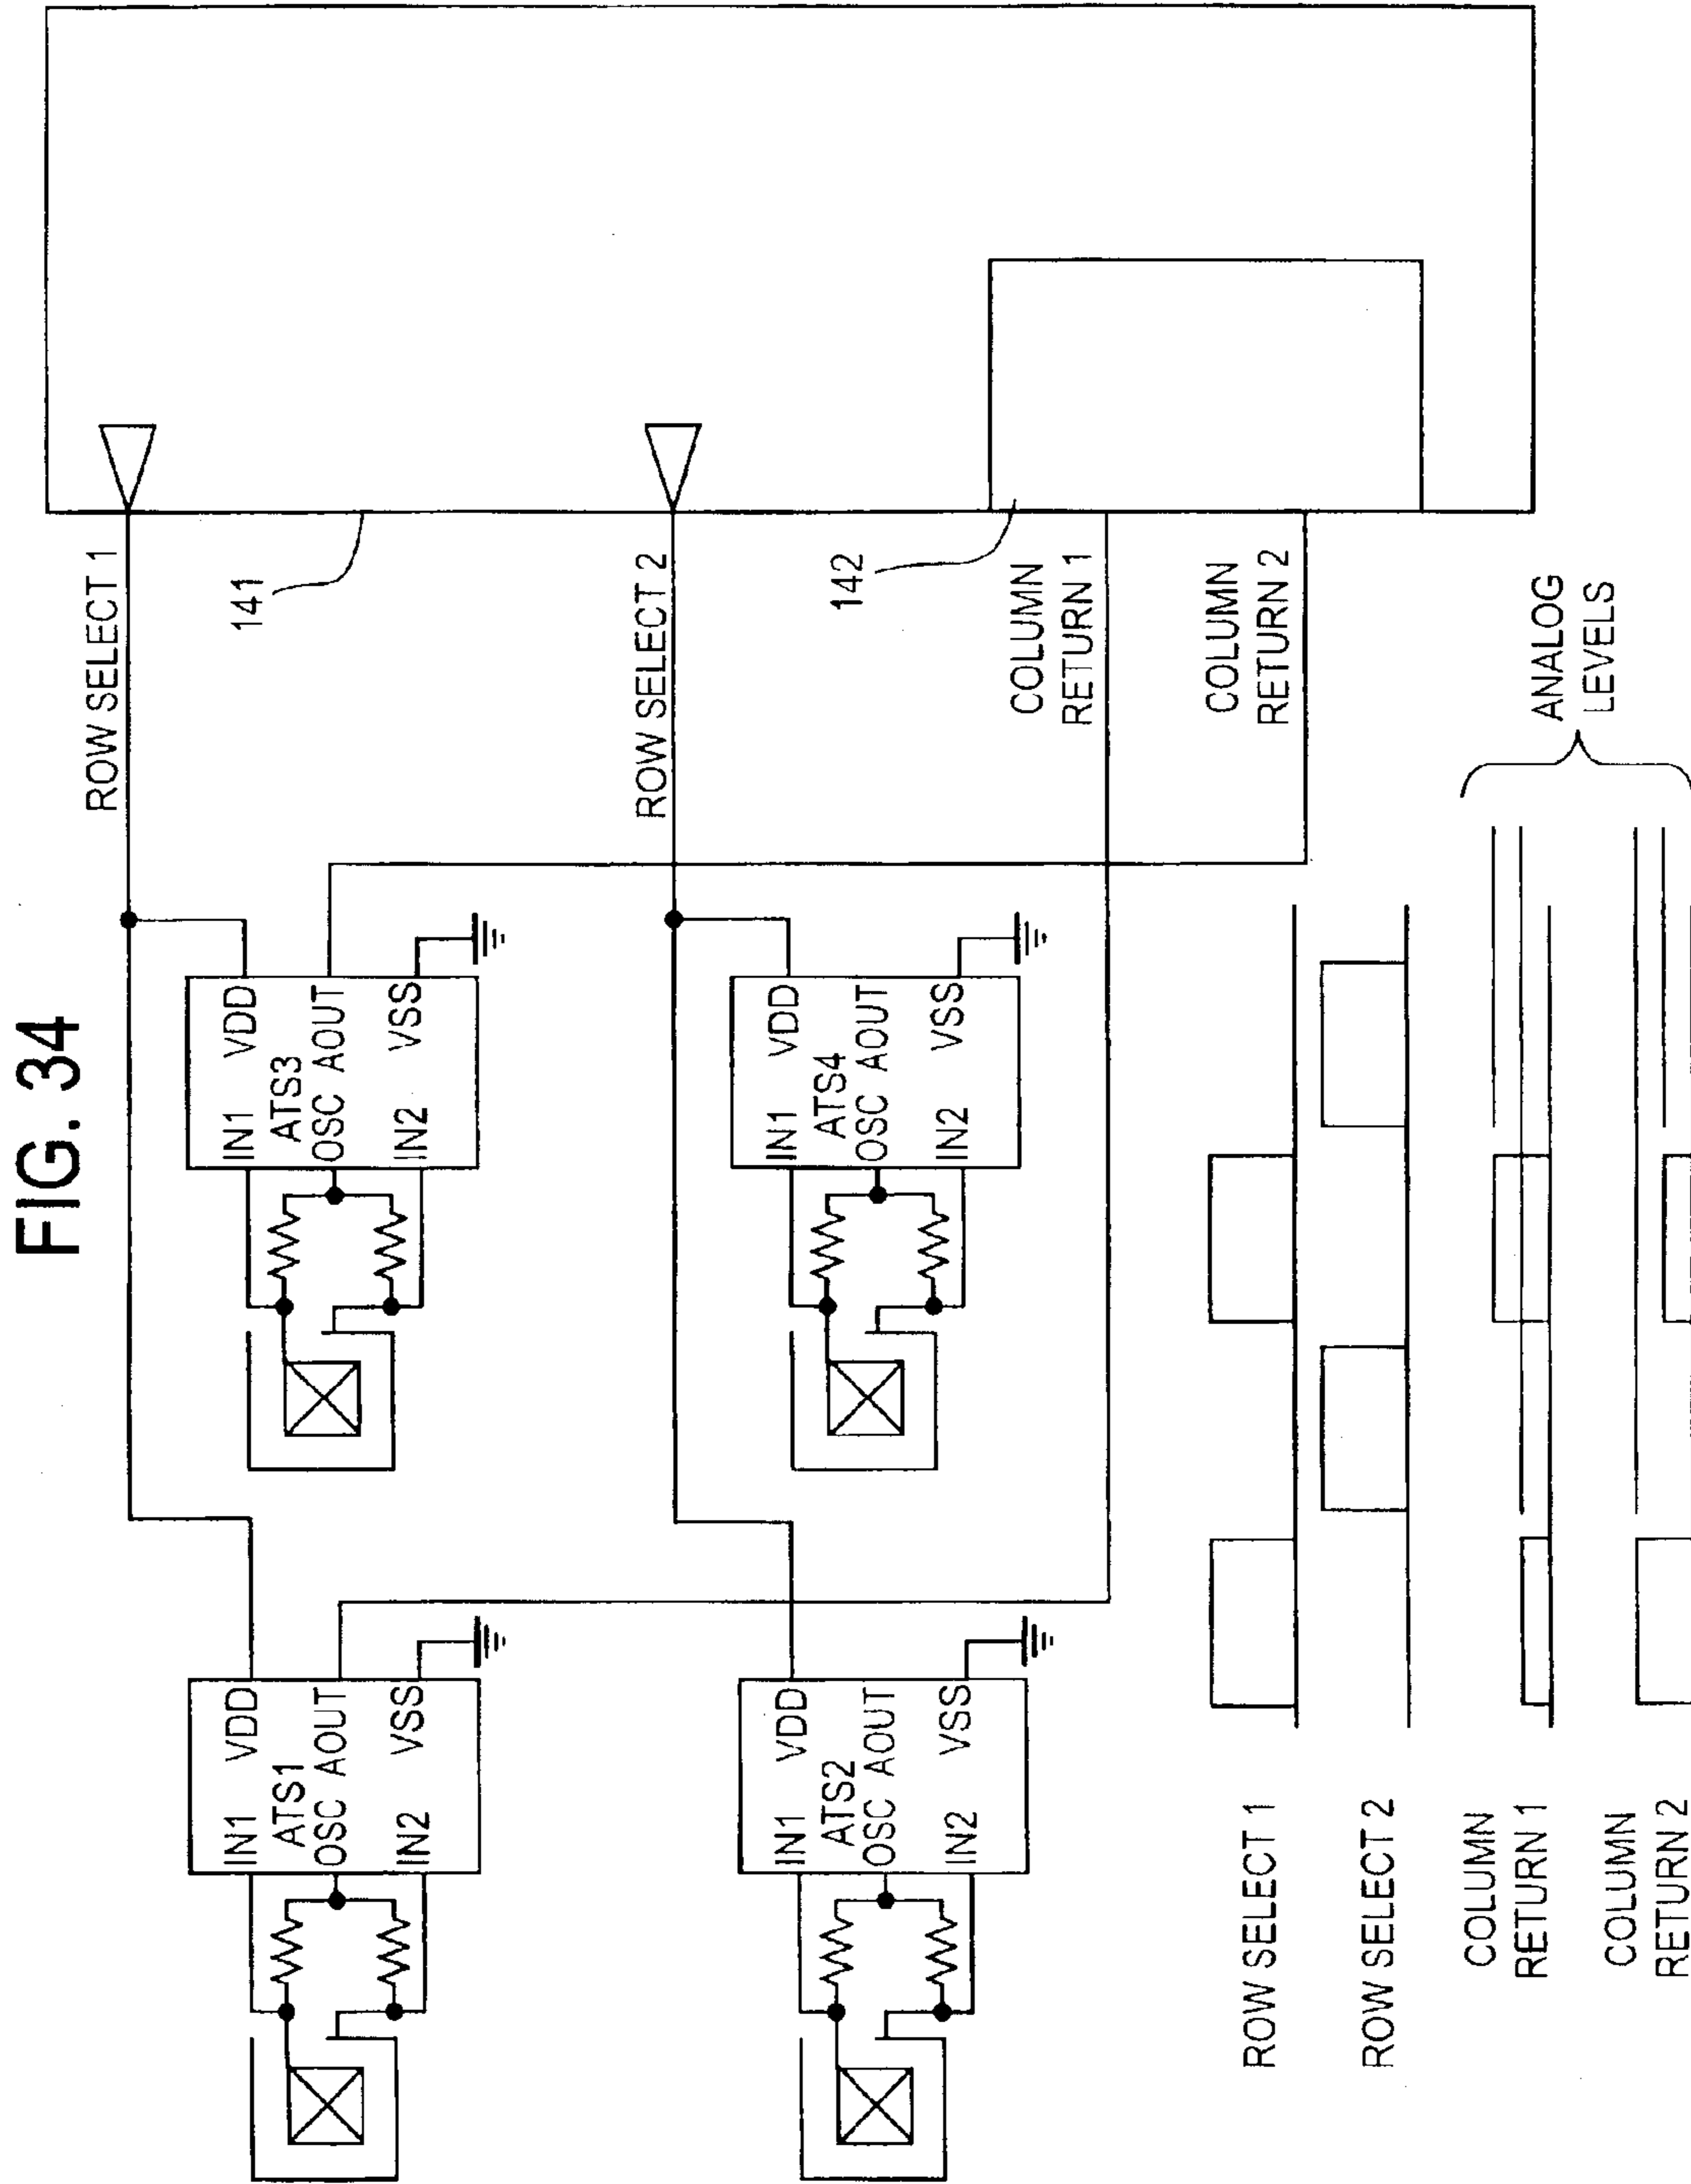 FIG. 34
ROW SELECT 1
141
ROW SELECT 2
142
COLUMN
RETURN 1
COLUMN
RETURN 2
IN1 VDD
ATS1
OSC AOUT
IN2 VSS
IN1 VDD
ATS3
OSC AOUT
IN2 VSS
IN1 VDD
ATS2
OSC AOUT
IN2 VSS
IN1 VDD
ATS4
OSC AOUT
IN2 VSS
ROW SELECT 1
ROW SELECT 2
COLUMN
RETURN 1
COLUMN
RETURN 2
ANALOG
LEVELS